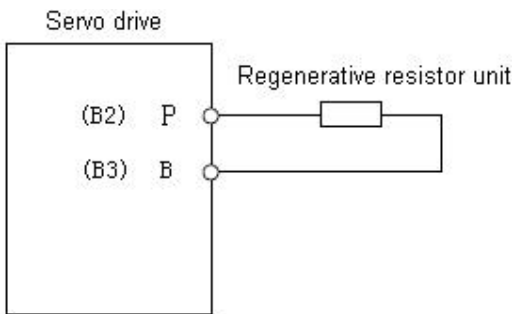 Servo drive
Regenerative resistor unit
(B2) P
(B3) B